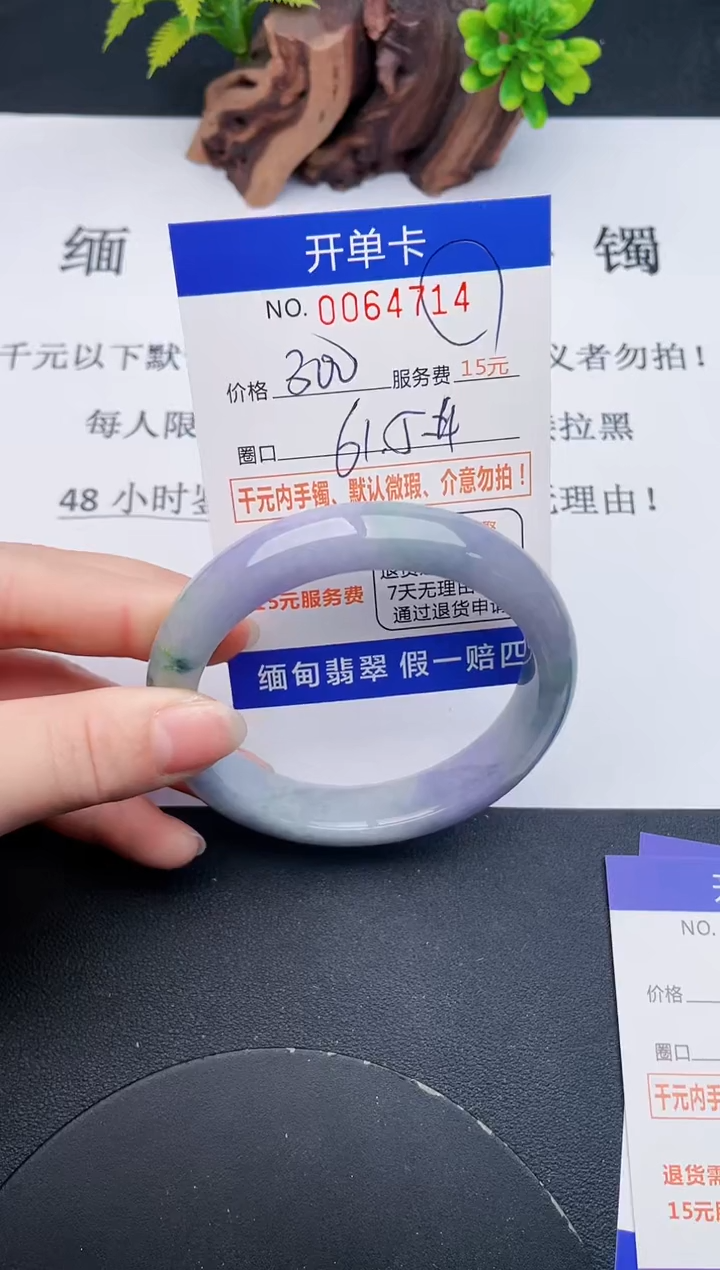 缅 镯
开单卡
NO. 0064714
千元以下默 义者勿拍！
价格 300 服务费 15元
每人限 拉黑
圈口 61.5
千元内手镯、默认微瑕、介意勿拍！
48 小时 理由！
7天无理由
15元服务费
通过退货申请
缅甸翡翠 假一赔四
NO.
价格
圈口
千元内手
退货需
15元